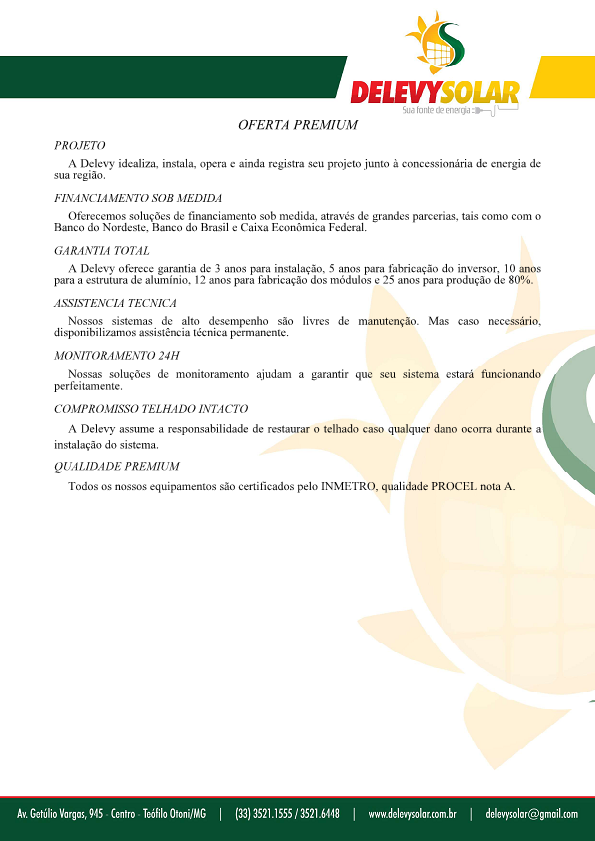 DELEVYSOLAR
Sua fonte de energia
OFERTA PREMIUM
PROJETO
A Delevy idealiza, instala, opera e ainda registra seu projeto junto à concessionária de energia de
sua região.
FINANCIAMENTO SOB MEDIDA
Oferecemos soluções de financiamento sob medida, através de grandes parcerias, tais como com o
Banco do Nordeste, Banco do Brasil e Caixa Econômica Federal.
GARANTIA TOTAL
A Delevy oferece garantia de 3 anos para instalação, 5 anos para fabricação do inversor, 10 anos
para a estrutura de alumínio, 12 anos para fabricação dos módulos e 25 anos para produção de 80%.
ASSISTENCIA TECNICA
Nossos sistemas de alto desempenho são livres de manutenção. Mas caso necessário,
disponibilizamos assistência técnica permanente.
MONITORAMENTO 24H
Nossas soluções de monitoramento ajudam a garantir que seu sistema estará funcionando
perfeitamente.
COMPROMISSO TELHADO INTACTO
A Delevy assume a responsabilidade de restaurar o telhado caso qualquer dano ocorra durante a
instalação do sistema.
QUALIDADE PREMIUM
Todos os nossos equipamentos são certificados pelo INMETRO, qualidade PROCEL nota A.
Av. Getúlio Vargas, 945 - Centro - Teófilo Otoni/MG | (33) 3521.1555 / 3521.6448 | www.delevysolar.com.br | delevysolar@gmail.com